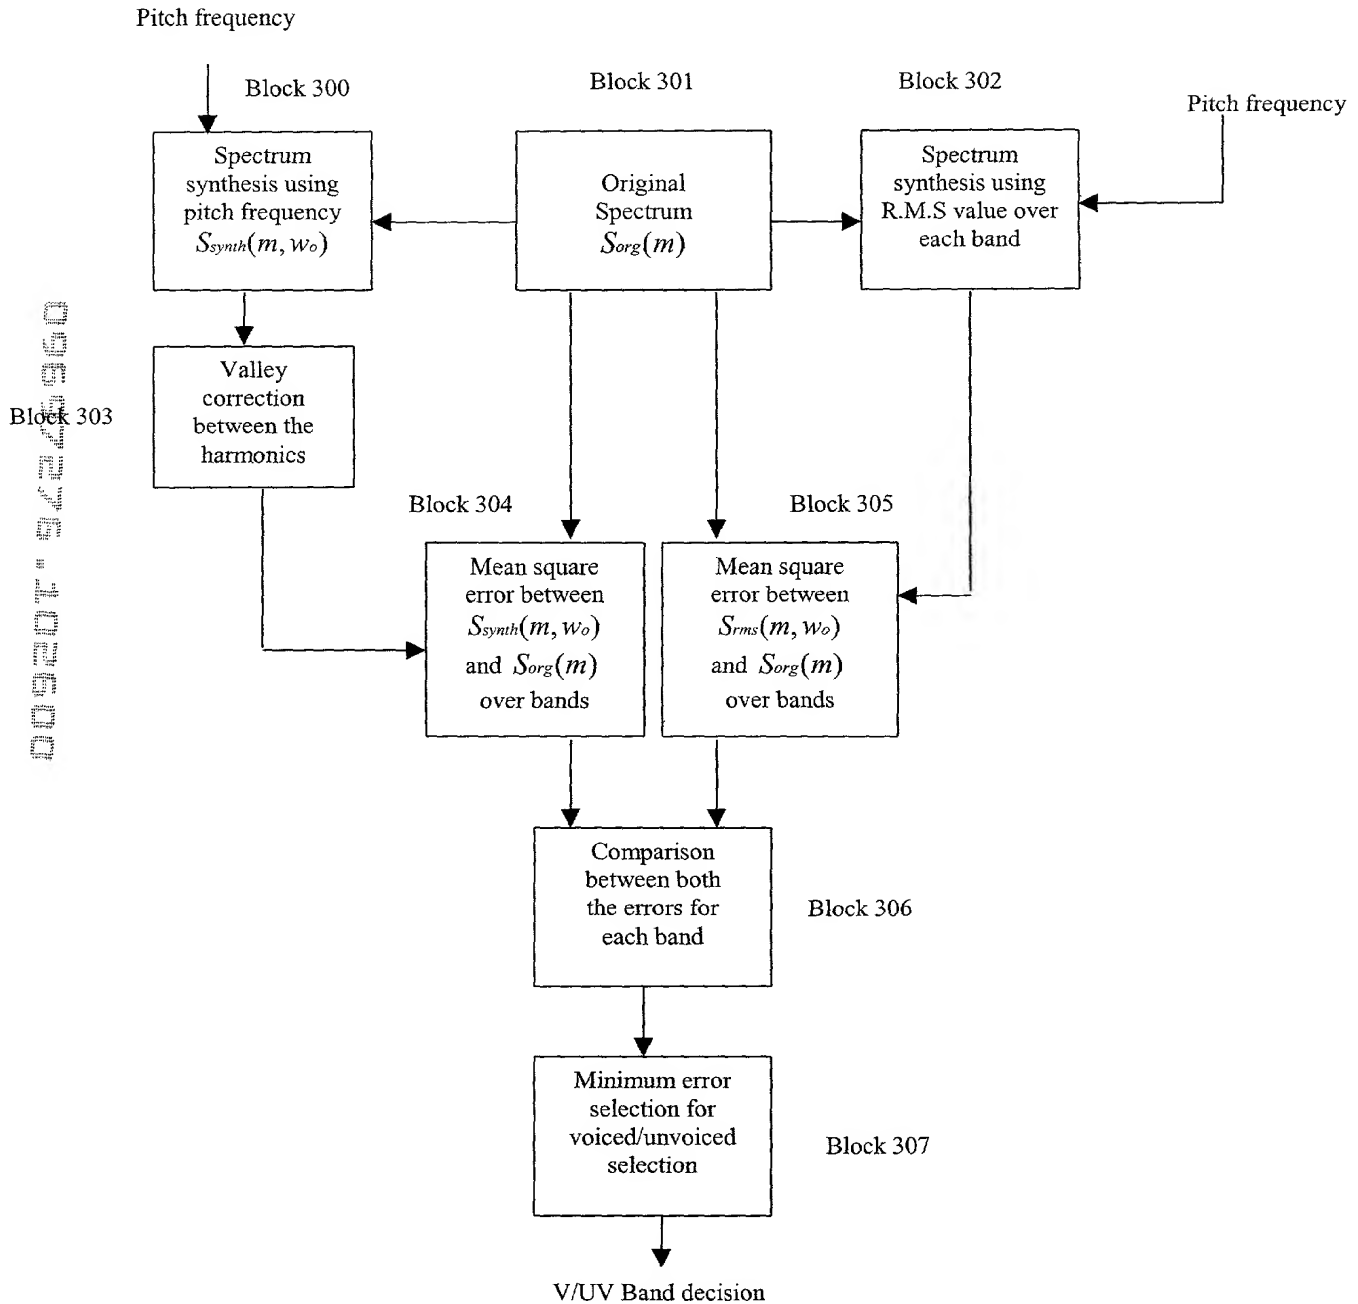 Pitch frequency
Block 300
Block 301
Block 302
Pitch frequency
Spectrum
synthesis using
pitch frequency
Ssynth(m, wo)
Original
Spectrum
Sorg(m)
Spectrum
synthesis using
R.M.S value over
each band
Block 303
Valley
correction
between the
harmonics
Block 304
Block 305
Mean square
error between
Ssynth(m, wo)
and Sorg(m)
over bands
Mean square
error between
Srms(m, wo)
and Sorg(m)
over bands
Comparison
between both
the errors for
each band
Block 306
Minimum error
selection for
voiced/unvoiced
selection
Block 307
V/UV Band decision
09697276.102600